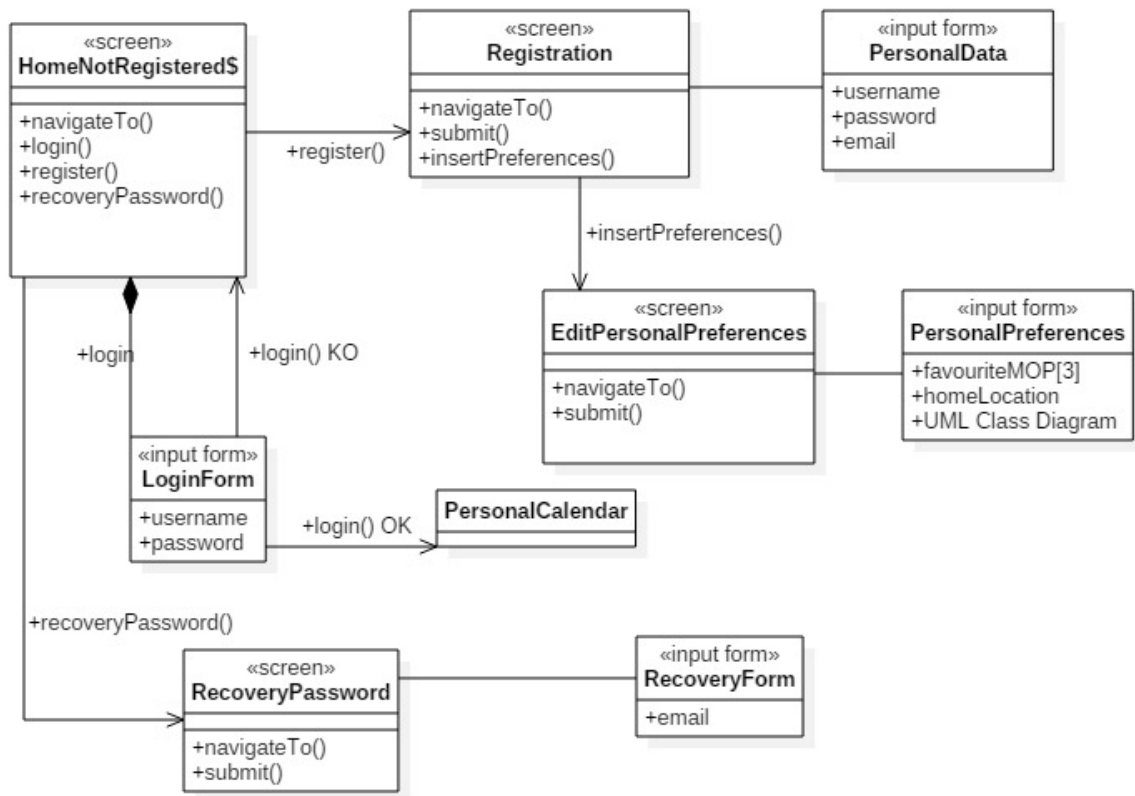 «screen»
HomeNotRegistered$
+navigateTo()
+login()
+register()
+recoveryPassword()
+register()
«screen»
Registration
+navigateTo()
+submit()
+insertPreferences()
«input form»
PersonalData
+username
+password
+email
+insertPreferences()
«screen»
EditPersonalPreferences
+navigateTo()
+submit()
«input form»
PersonalPreferences
+favouriteMOP[3]
+homeLocation
+UML Class Diagram
+login
+login() KO
«input form»
LoginForm
+username
+password
+login() OK
PersonalCalendar
+recoveryPassword()
«screen»
RecoveryPassword
+navigateTo()
+submit()
«input form»
RecoveryForm
+email